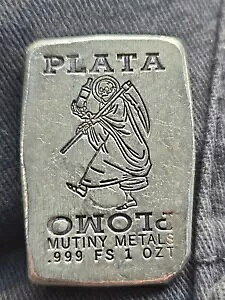 PLATA
PLOMO
MUTINY METALS
.999 FS 1 OZT